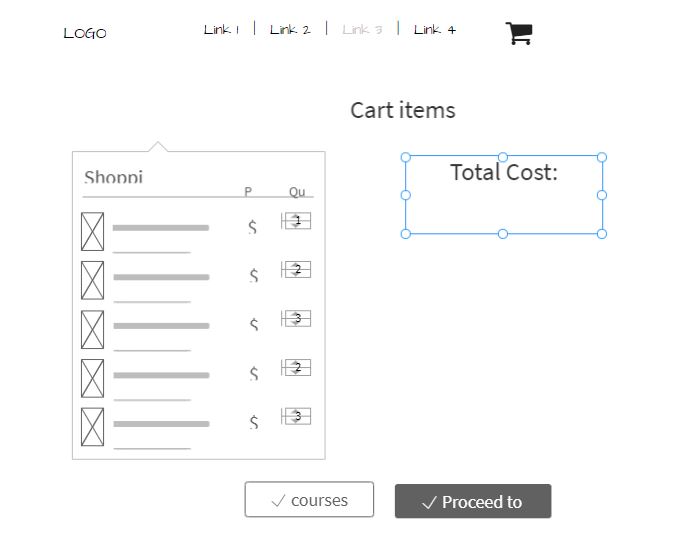 LOGO
Link 1 | Link 2 | Link 3 | Link 4
Cart items
Shoppi
Total Cost:
P Qu
$ 1
$ 2
$ 3
$ 2
$ 3
courses
Proceed to